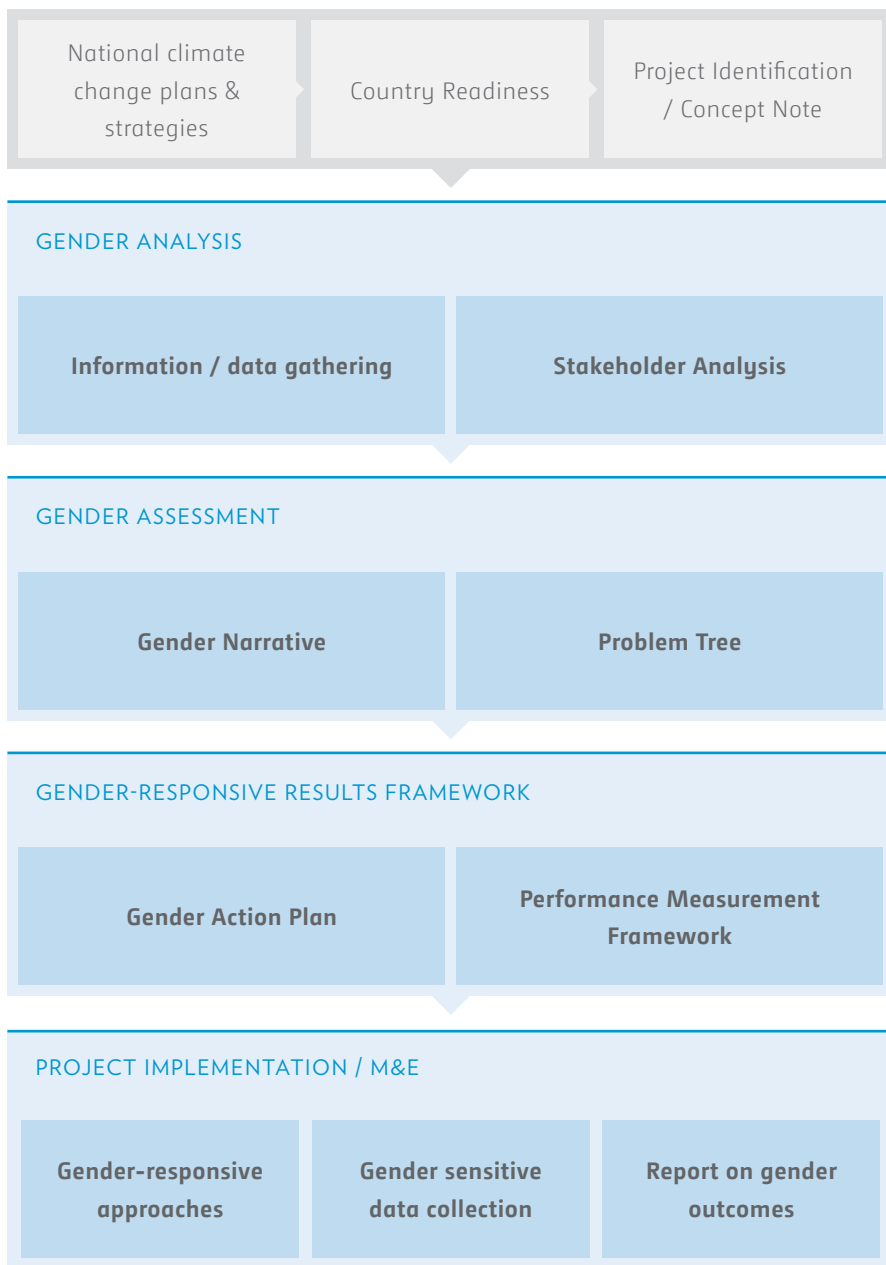 National climate
change plans &
strategies
Country Readiness
Project Identification
/ Concept Note
GENDER ANALYSIS
Information / data gathering
Stakeholder Analysis
GENDER ASSESSMENT
Gender Narrative
Problem Tree
GENDER-RESPONSIVE RESULTS FRAMEWORK
Gender Action Plan
Performance Measurement
Framework
PROJECT IMPLEMENTATION / M&E
Gender-responsive
approaches
Gender sensitive
data collection
Report on gender
outcomes